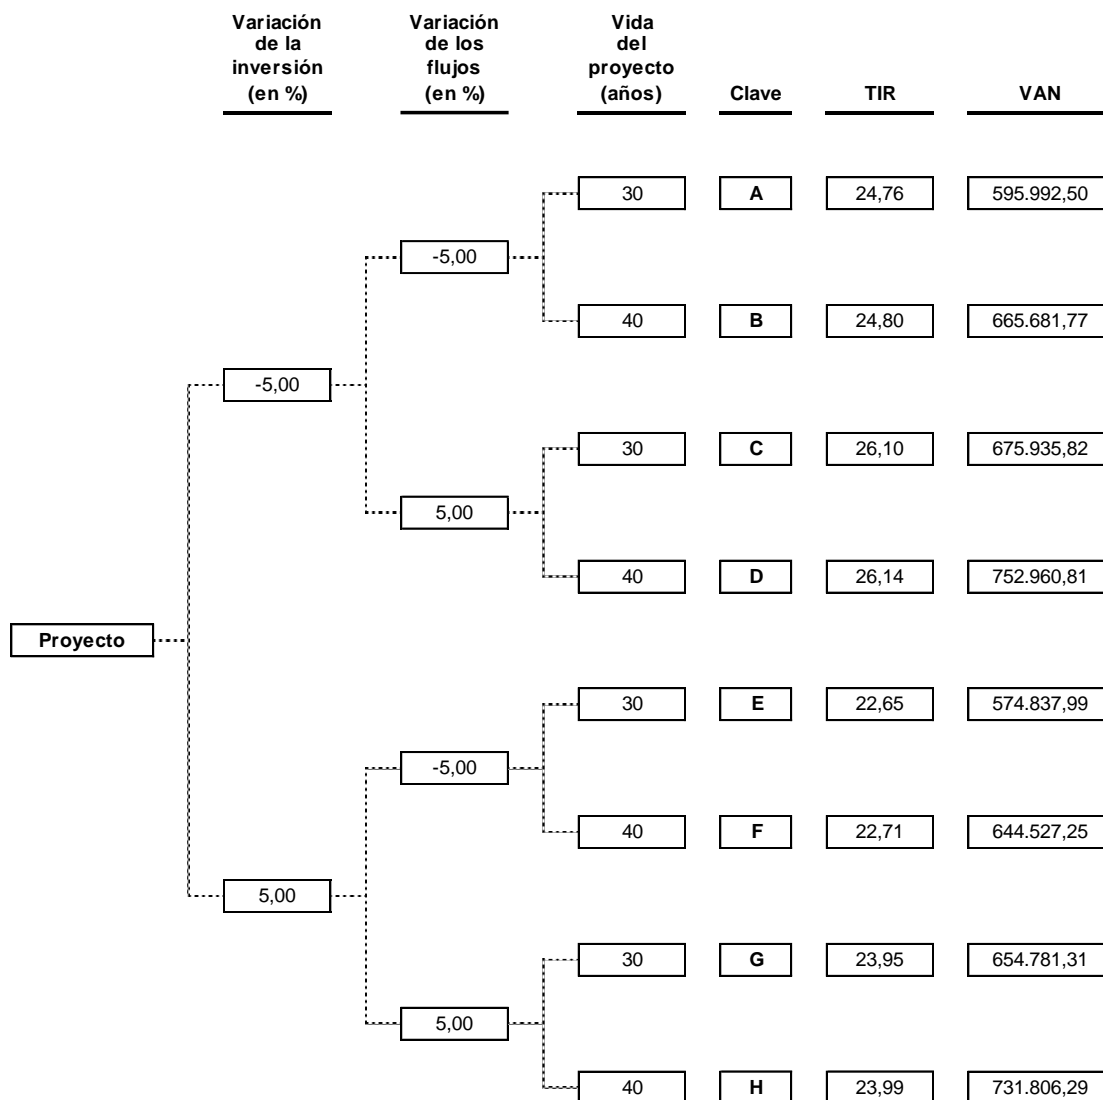 Variación
de la
inversión
(en %)
Variación
de los
flujos
(en %)
Vida
del
proyecto
(años)
Clave
TIR
VAN
30 A 24,76 595.992,50
-5,00
40 B 24,80 665.681,77
-5,00
30 C 26,10 675.935,82
5,00
40 D 26,14 752.960,81
Proyecto
30 E 22,65 574.837,99
-5,00
40 F 22,71 644.527,25
5,00
30 G 23,95 654.781,31
5,00
40 H 23,99 731.806,29